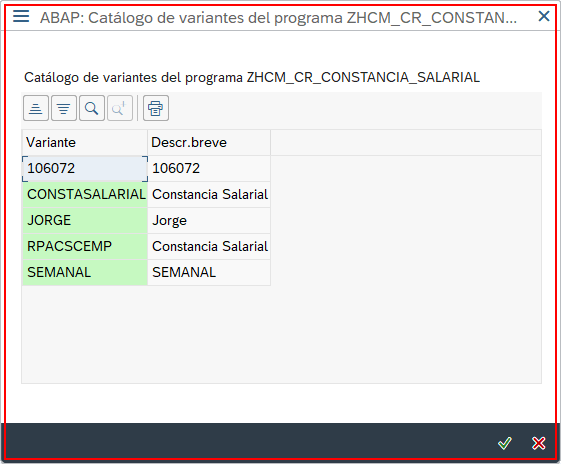 ABAP: Catálogo de variantes del programa ZHCM_CR_CONSTAN...
Catálogo de variantes del programa ZHCM_CR_CONSTANCIA_SALARIAL
Variante Descr.breve
106072 106072
CONSTASALARIAL Constancia Salarial
JORGE Jorge
RPACSCEMP Constancia Salarial
SEMANAL SEMANAL